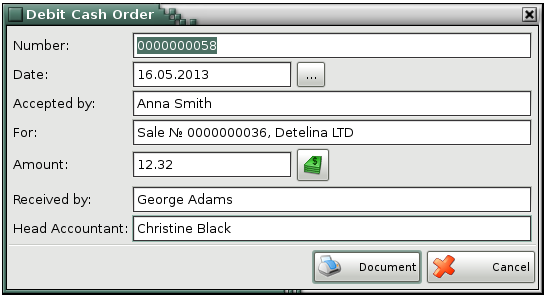 Debit Cash Order
Number: 0000000058
Date: 16.05.2013 ...
Accepted by: Anna Smith
For: Sale № 0000000036, Detelina LTD
Amount: 12.32
Received by: George Adams
Head Accountant: Christine Black
Document Cancel